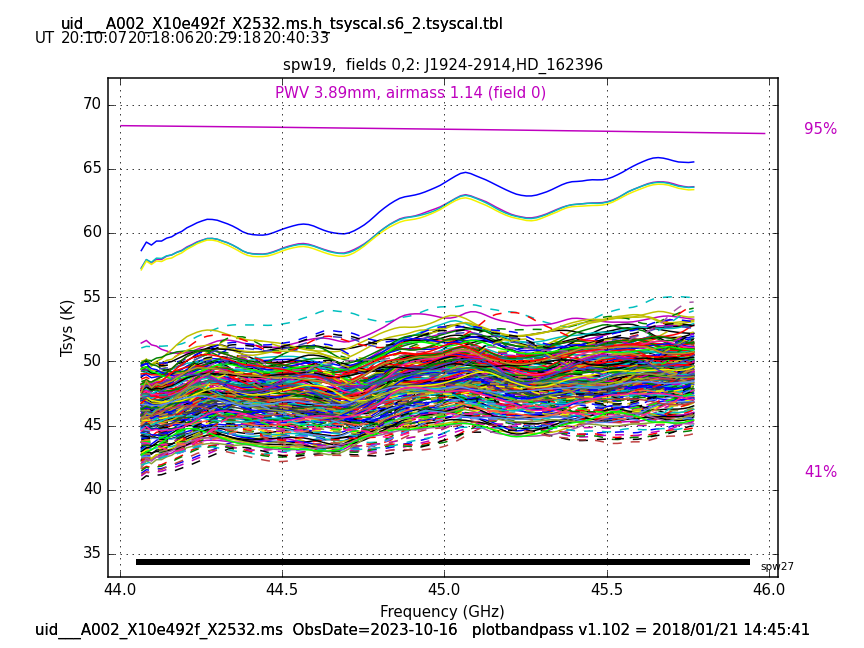 uid___A002_X10e492f_X2532.ms.h_tsyscal.s6_2.tsyscal.tbl
UT 20:10:07 20:18:06 20:29:18 20:40:33
spw19,  fields 0,2: J1924-2914,HD_162396
PWV 3.89mm, airmass 1.14 (field 0)
70
95%
65
60
55
Tsys (K)
50
45
41%
40
35
spw27
44.0 44.5 45.0 45.5 46.0
Frequency (GHz)
uid___A002_X10e492f_X2532.ms  ObsDate=2023-10-16   plotbandpass v1.102 = 2018/01/21 14:45:41